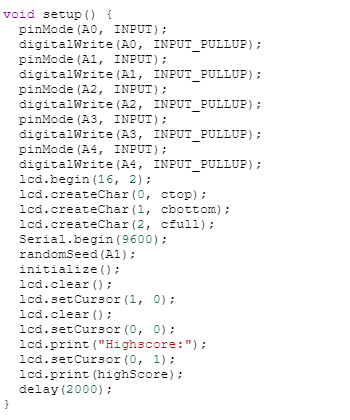 void setup() {
  pinMode(A0, INPUT);
  digitalWrite(A0, INPUT_PULLUP);
  pinMode(A1, INPUT);
  digitalWrite(A1, INPUT_PULLUP);
  pinMode(A2, INPUT);
  digitalWrite(A2, INPUT_PULLUP);
  pinMode(A3, INPUT);
  digitalWrite(A3, INPUT_PULLUP);
  pinMode(A4, INPUT);
  digitalWrite(A4, INPUT_PULLUP);
  lcd.begin(16, 2);
  lcd.createChar(0, ctop);
  lcd.createChar(1, cbottom);
  lcd.createChar(2, cfull);
  Serial.begin(9600);
  randomSeed(A1);
  initialize();
  lcd.clear();
  lcd.setCursor(1, 0);
  lcd.clear();
  lcd.setCursor(0, 0);
  lcd.print("Highscore:");
  lcd.setCursor(0, 1);
  lcd.print(highScore);
  delay(2000);
}